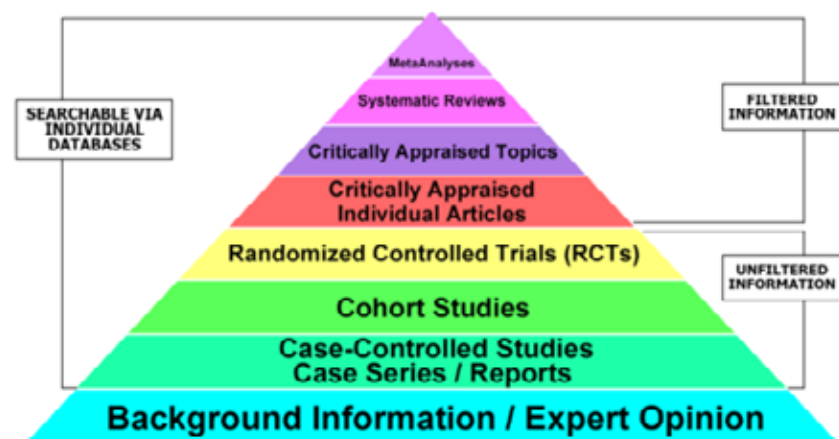 MetaAnalyses
Systematic Reviews
Critically Appraised Topics
Critically Appraised
Individual Articles
Randomized Controlled Trials (RCTs)
Cohort Studies
Case-Controlled Studies
Case Series / Reports
Background Information / Expert Opinion
SEARCHABLE VIA
INDIVIDUAL
DATABASES
FILTERED
INFORMATION
UNFILTERED
INFORMATION